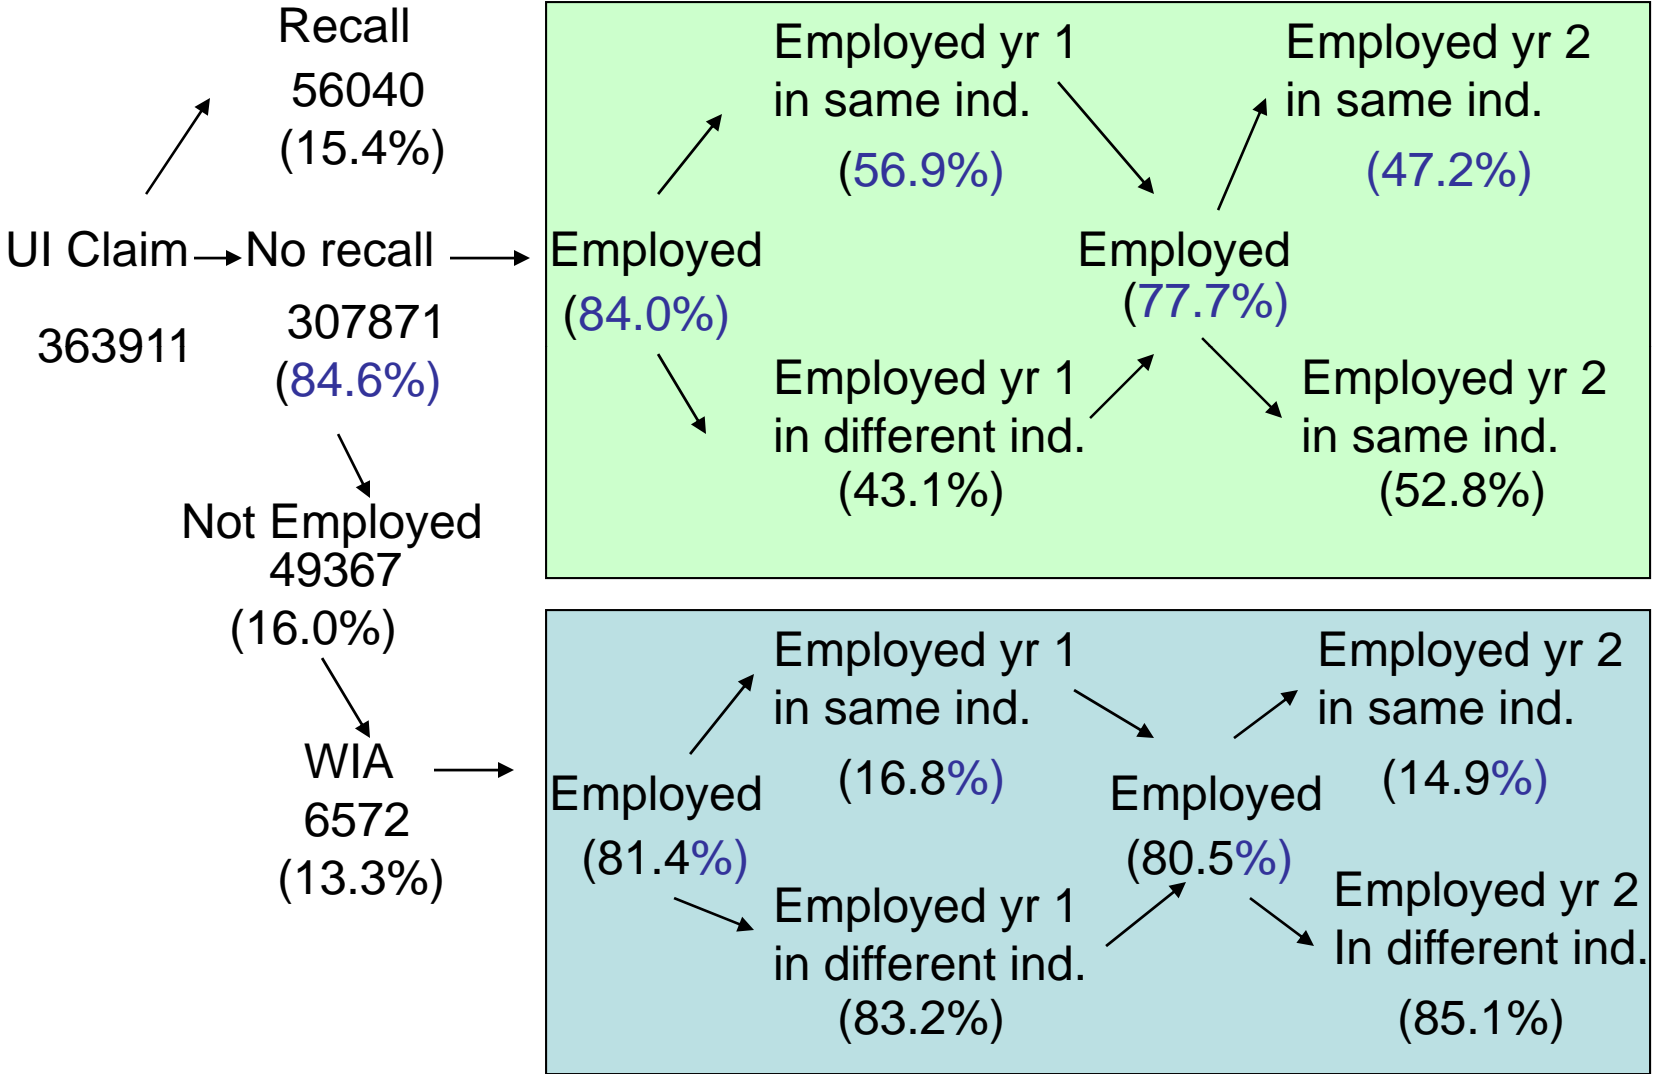 Recall
56040
(15.4%)
UI Claim
363911
No recall
307871
(84.6%)
Not Employed
49367
(16.0%)
WIA
6572
(13.3%)
Employed
(84.0%)
Employed yr 1
in same ind.
(56.9%)
Employed yr 1
in different ind.
(43.1%)
Employed
(77.7%)
Employed yr 2
in same ind.
(47.2%)
Employed yr 2
in same ind.
(52.8%)
Employed
(81.4%)
Employed yr 1
in same ind.
(16.8%)
Employed yr 1
in different ind.
(83.2%)
Employed
(80.5%)
Employed yr 2
in same ind.
(14.9%)
Employed yr 2
In different ind.
(85.1%)